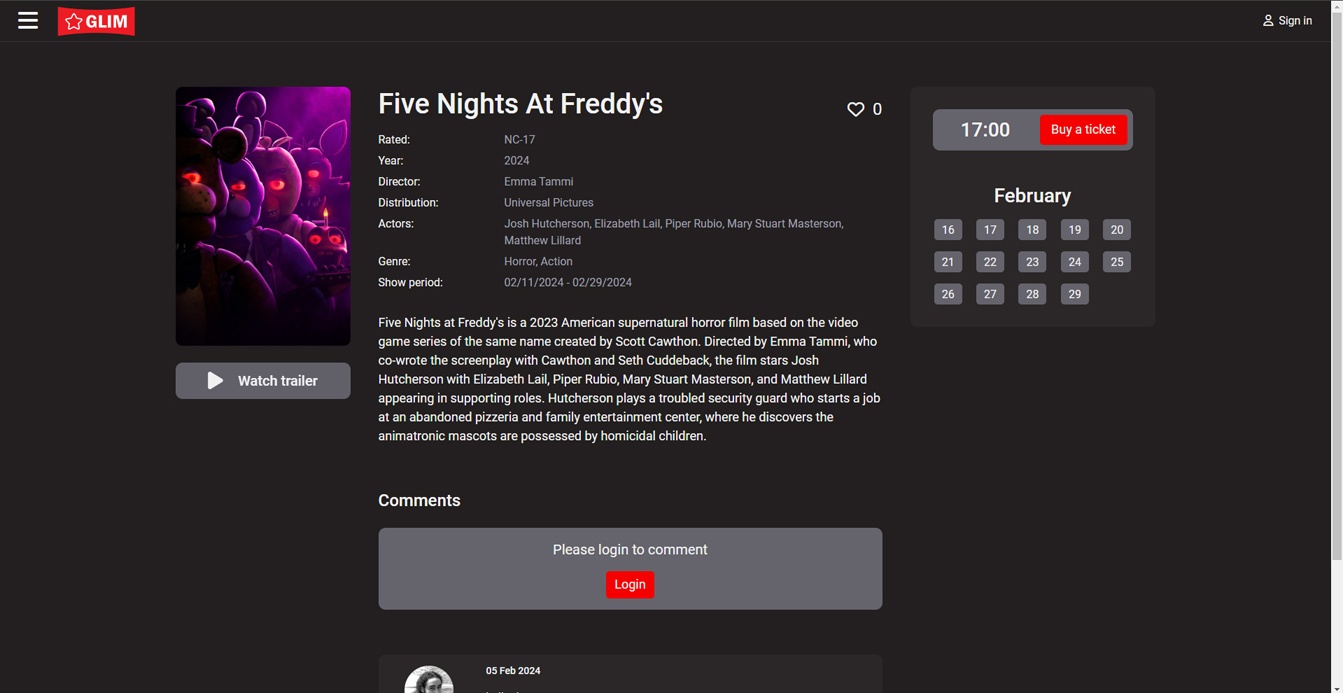 GLIM
Sign in
Five Nights At Freddy's
0
Rated: NC-17
Year: 2024
Director: Emma Tammi
Distribution: Universal Pictures
Actors: Josh Hutcherson, Elizabeth Lail, Piper Rubio, Mary Stuart Masterson,
Matthew Lillard
Genre: Horror, Action
Show period: 02/11/2024 - 02/29/2024
Five Nights at Freddy's is a 2023 American supernatural horror film based on the video
game series of the same name created by Scott Cawthon. Directed by Emma Tammi, who
co-wrote the screenplay with Cawthon and Seth Cuddeback, the film stars Josh
Hutcherson with Elizabeth Lail, Piper Rubio, Mary Stuart Masterson, and Matthew Lillard
appearing in supporting roles. Hutcherson plays a troubled security guard who starts a job
at an abandoned pizzeria and family entertainment center, where he discovers the
animatronic mascots are possessed by homicidal children.
Watch trailer
17:00 Buy a ticket
February
16 17 18 19 20
21 22 23 24 25
26 27 28 29
Comments
Please login to comment
Login
05 Feb 2024